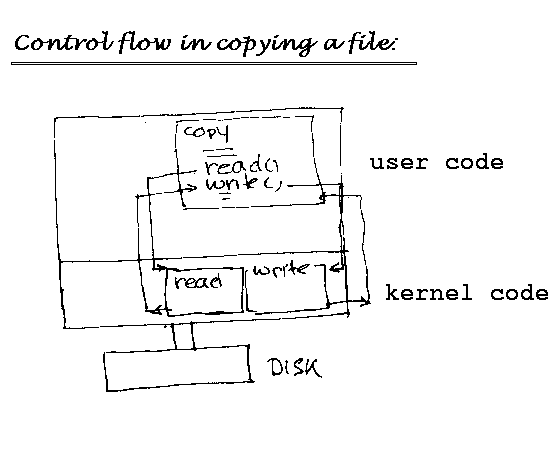 Control flow in copying a file:
copy
read()
write()
user code
read
write
kernel code
DISK